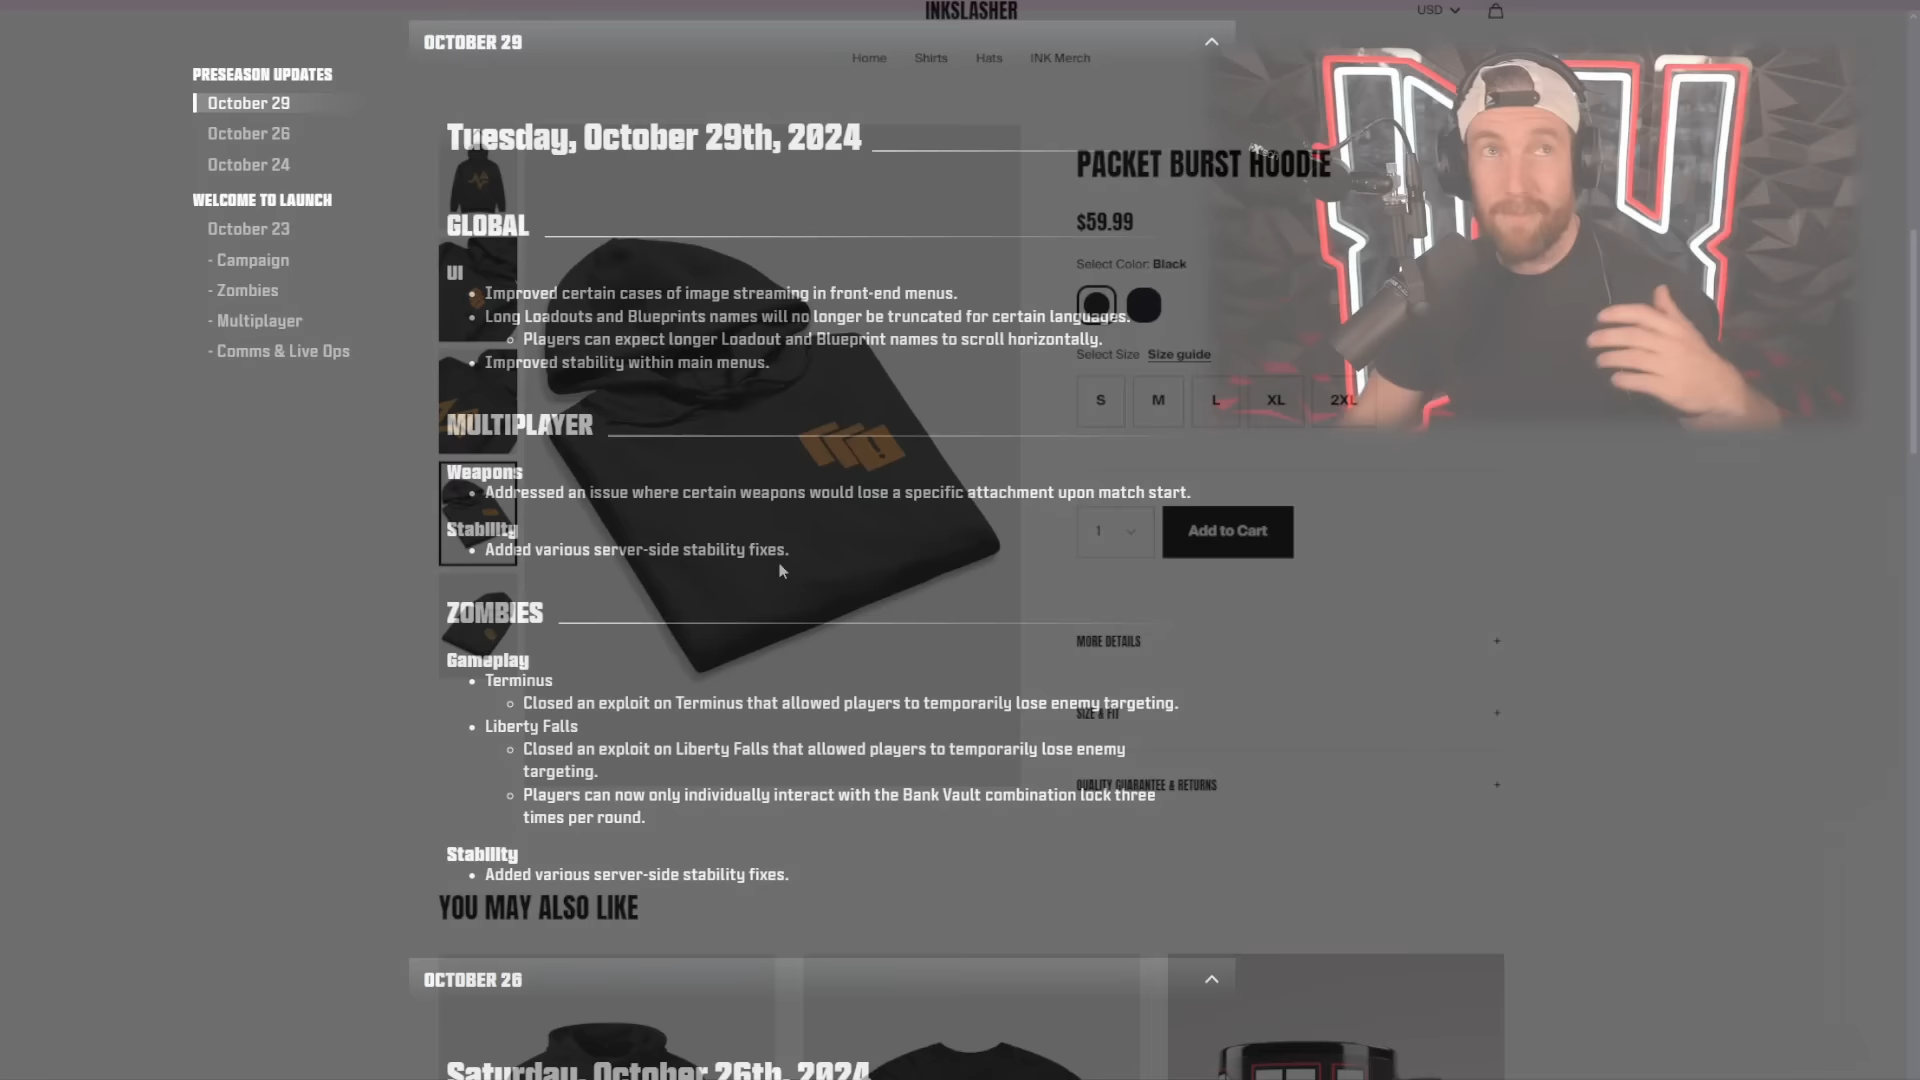 INKSLASHER
USD
OCTOBER 29
Home
Shirts
Hats
INK Merch
PRESEASON UPDATES
October 29
October 26
October 24
WELCOME TO LAUNCH
October 23
- Campaign
- Zombies
- Multiplayer
- Comms & Live Ops
Tuesday, October 29th, 2024
GLOBAL
UI
Improved certain cases of image streaming in front-end menus.
Long Loadouts and Blueprints names will no longer be truncated for certain languages.
Players can expect longer Loadout and Blueprint names to scroll horizontally.
Improved stability within main menus.
MULTIPLAYER
Weapons
Addressed an issue where certain weapons would lose a specific attachment upon match start.
Stability
Added various server-side stability fixes.
ZOMBIES
Gameplay
Terminus
Closed an exploit on Terminus that allowed players to temporarily lose enemy targeting.
Liberty Falls
Closed an exploit on Liberty Falls that allowed players to temporarily lose enemy
targeting.
Players can now only individually interact with the Bank Vault combination lock three
times per round.
Stability
Added various server-side stability fixes.
PACKET BURST HOODIE
$59.99
Select Color: Black
Select Size Size guide
S M L XL 2XL
1
Add to Cart
MORE DETAILS
SIZE & FIT
QUALITY GUARANTEE & RETURNS
YOU MAY ALSO LIKE
OCTOBER 26
Saturday, October 26th, 2024